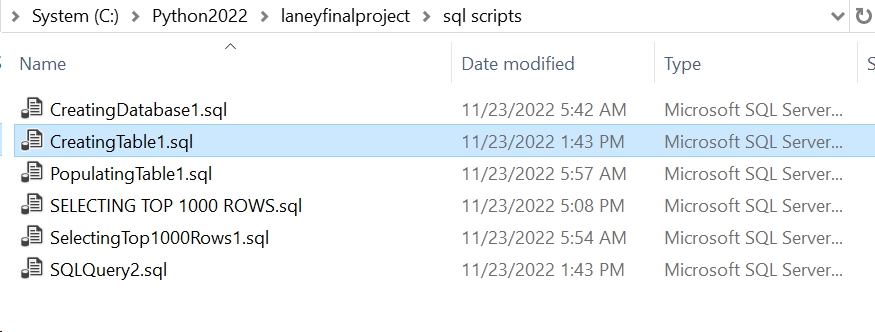 System (C:) > Python2022 > laneyfinalproject > sql scripts
Name Date modified Type S
CreatingDatabase1.sql 11/23/2022 5:42 AM Microsoft SQL Server...
CreatingTable1.sql 11/23/2022 1:43 PM Microsoft SQL Server...
PopulatingTable1.sql 11/23/2022 5:57 AM Microsoft SQL Server...
SELECTING TOP 1000 ROWS.sql 11/23/2022 5:08 PM Microsoft SQL Server...
SelectingTop1000Rows1.sql 11/23/2022 5:54 AM Microsoft SQL Server...
SQLQuery2.sql 11/23/2022 1:43 PM Microsoft SQL Server...